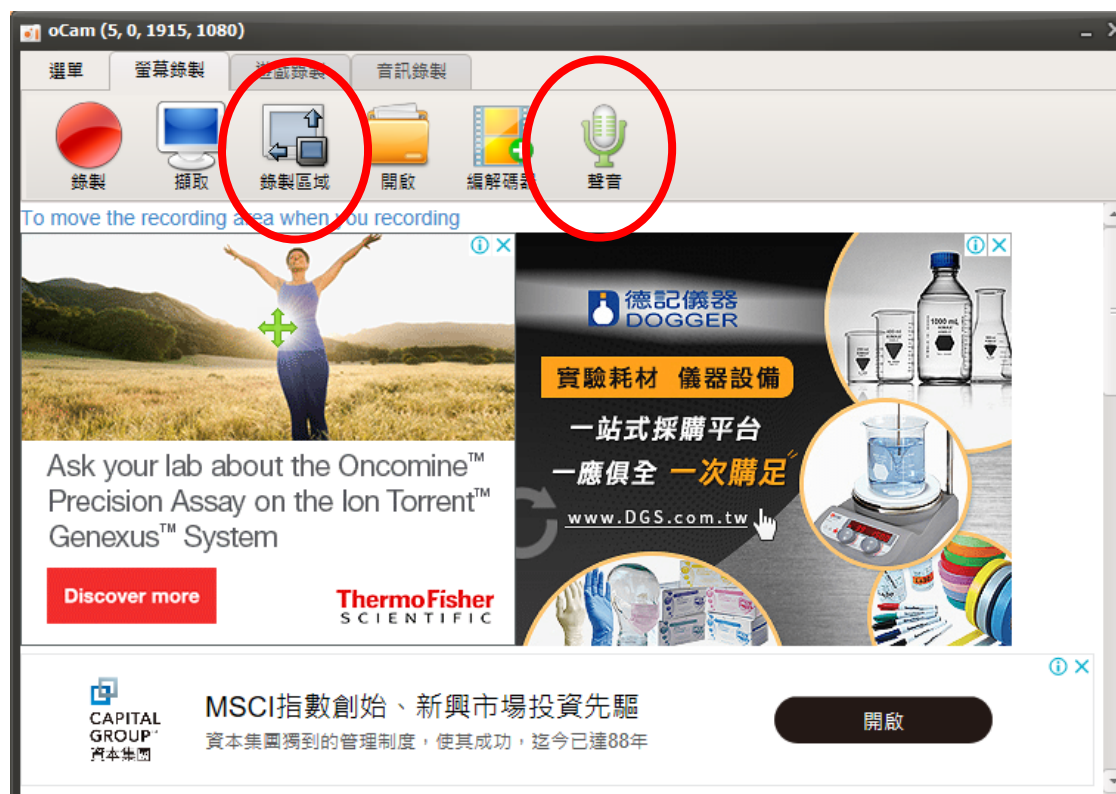 oCam (5, 0, 1915, 1080)
選單 螢幕錄製 遊戲錄製 音訊錄製
錄製 擷取 錄製區域 開啟 編解碼器 聲音
To move the recording area when you recording
Ask your lab about the Oncomine™
Precision Assay on the Ion Torrent™
Genexus™ System
Discover more
ThermoFisher
SCIENTIFIC
德記儀器
DOGGER
實驗耗材 儀器設備
一站式採購平台
一應俱全 一次購足
www.DGS.com.tw
1000 mL
CAPITAL
GROUP
資本集團
MSCI指數創始、新興市場投資先驅
資本集團獨到的管理制度，使其成功，迄今已達88年
開啟